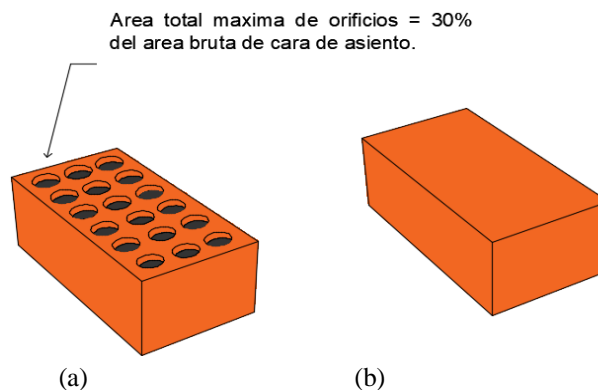 Area total maxima de orificios = 30%
del area bruta de cara de asiento.
(a) (b)